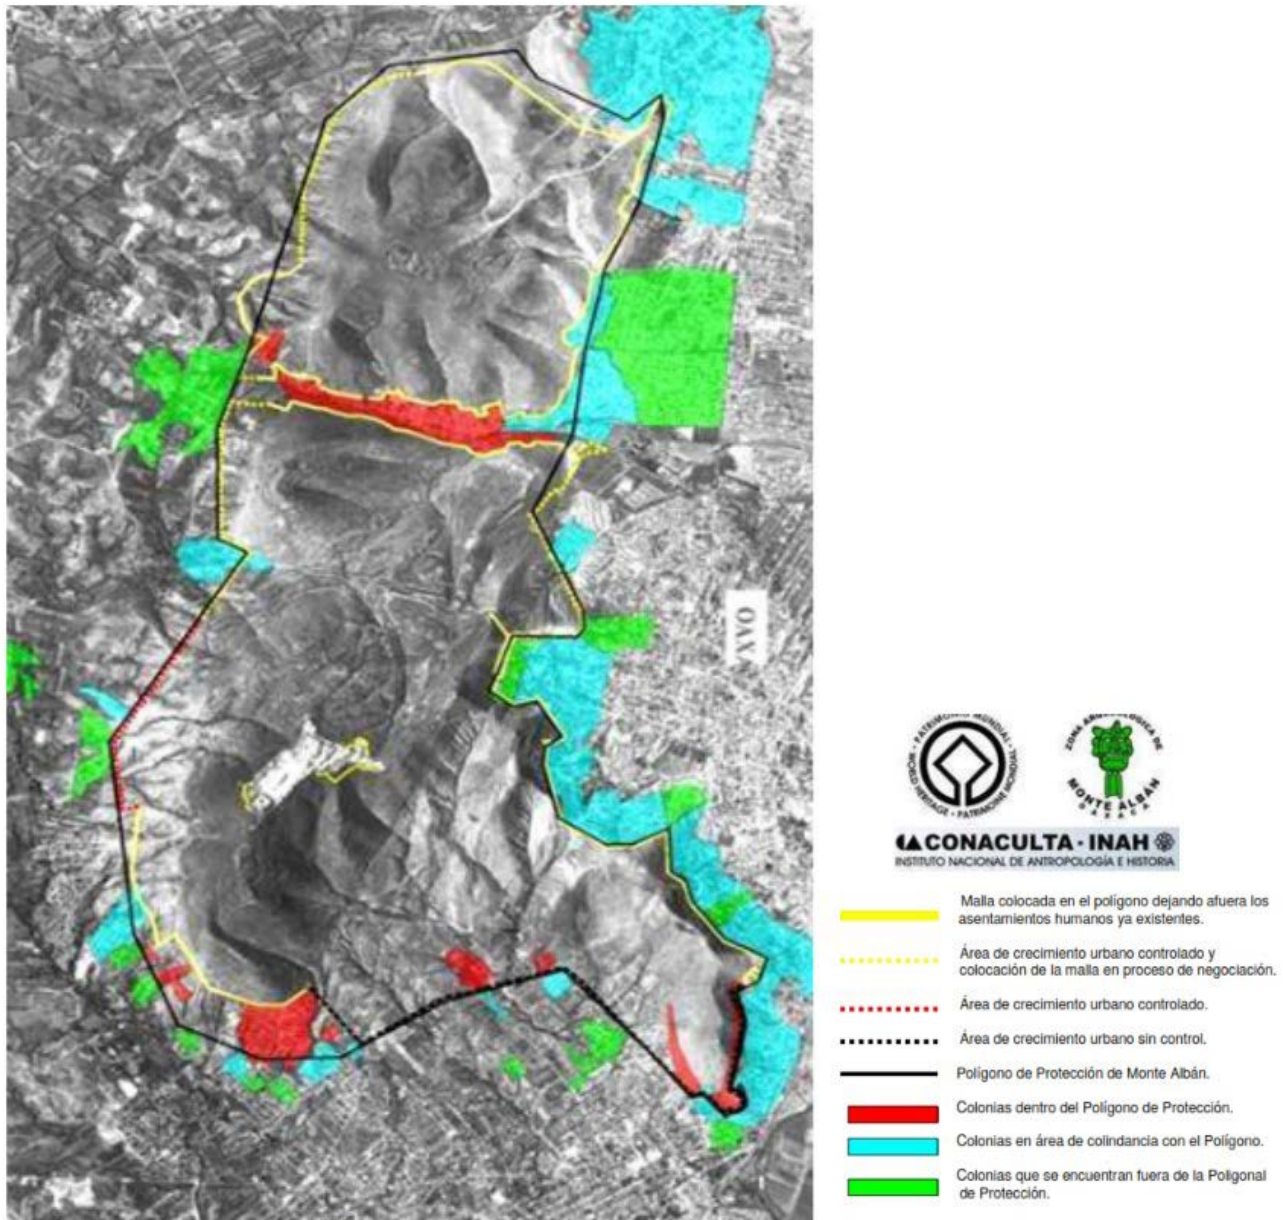 OAX
PATRIMONIO MUNDIAL · WORLD HERITAGE · PATRIMOINE MONDIAL
ZONA ARQUEOLOGICA DE
MONTE ALBÁN
OAXACA
CONACULTA · INAH
INSTITUTO NACIONAL DE ANTROPOLOGÍA E HISTORIA
Malla colocada en el polígono dejando afuera los
asentamientos humanos ya existentes.
Área de crecimiento urbano controlado y
colocación de la malla en proceso de negociación.
Área de crecimiento urbano controlado.
Área de crecimiento urbano sin control.
Polígono de Protección de Monte Albán.
Colonias dentro del Polígono de Protección.
Colonias en área de colindancia con el Polígono.
Colonias que se encuentran fuera de la Poligonal
de Protección.